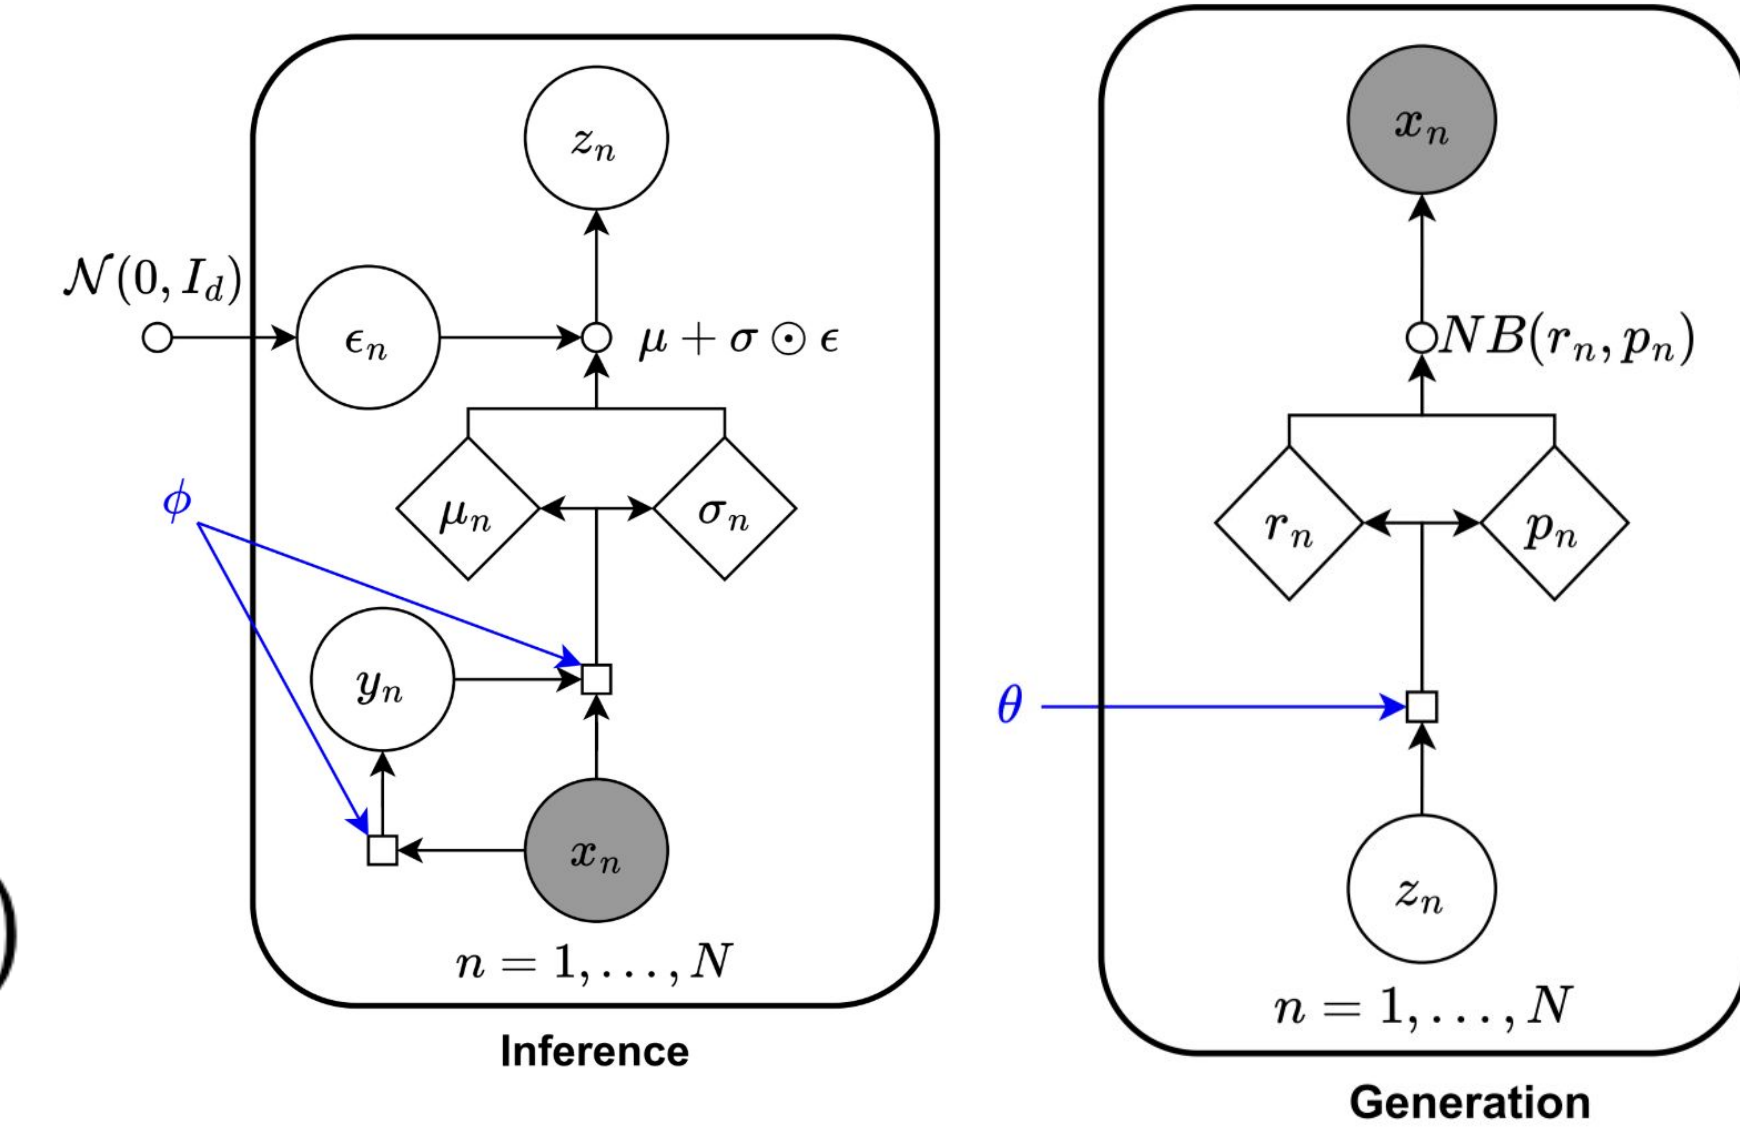 z_n
𝒩(0, I_d)
ϵ_n
μ + σ ⊙ ϵ
ϕ
μ_n
σ_n
y_n
x_n
n = 1, . . . , N
Inference
x_n
NB(r_n, p_n)
r_n
p_n
θ
z_n
n = 1, . . . , N
Generation